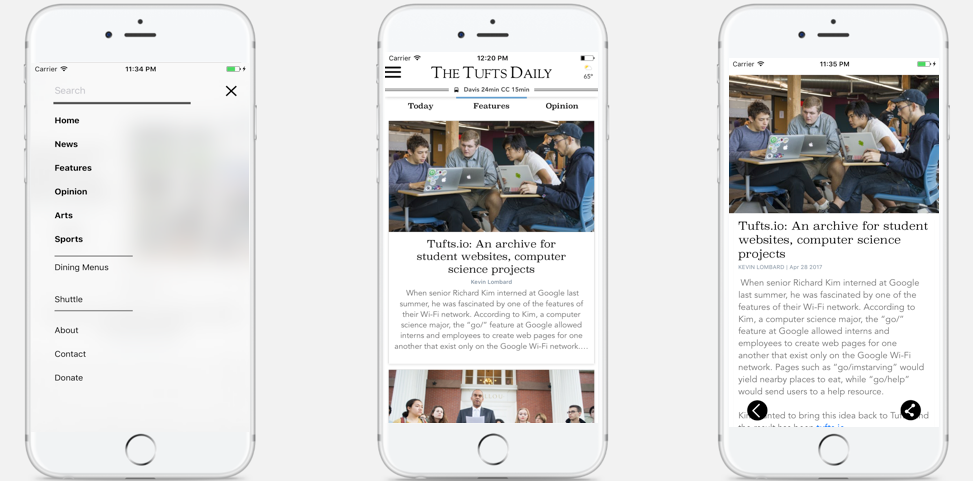 Carrier 11:34 PM
Search
Home
News
Features
Opinion
Arts
Sports
Dining Menus
Shuttle
About
Contact
Donate
Carrier 12:20 PM
THE TUFTS DAILY
65°
Davis 24min CC 15min
Today Features Opinion
Tufts.io: An archive for
student websites, computer
science projects
Kevin Lombard
When senior Richard Kim interned at Google last
summer, he was fascinated by one of the features of
their Wi-Fi network. According to Kim, a computer
science major, the “go/” feature at Google allowed
interns and employees to create web pages for one
another that exist only on the Google Wi-Fi network....
Carrier 11:35 PM
Tufts.io: An archive for student
websites, computer science
projects
KEVIN LOMBARD | Apr 28 2017
When senior Richard Kim interned at Google
last summer, he was fascinated by one of the
features of their Wi-Fi network. According to
Kim, a computer science major, the “go/”
feature at Google allowed interns and
employees to create web pages for one
another that exist only on the Google Wi-Fi
network. Pages such as “go/imstarving” would
yield nearby places to eat, while “go/help”
would send users to a help resource.
to bring this idea back to and